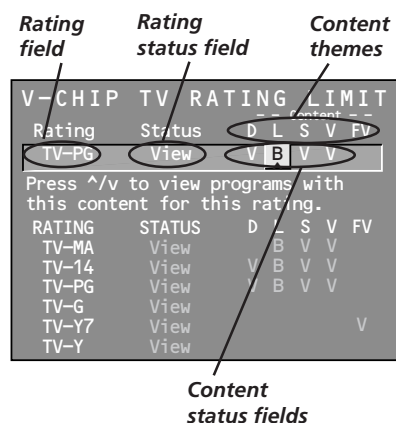 Rating field
Rating status field
Content themes
V-CHIP TV RATING LIMIT
- - Content - -
Rating Status D L S V FV
TV-PG View V B V V
Press ^/v to view programs with
this content for this rating.
RATING STATUS D L S V FV
TV-MA View B V V
TV-14 View V B V V
TV-PG View V B V V
TV-G View
TV-Y7 View V
TV-Y View
Content
status fields